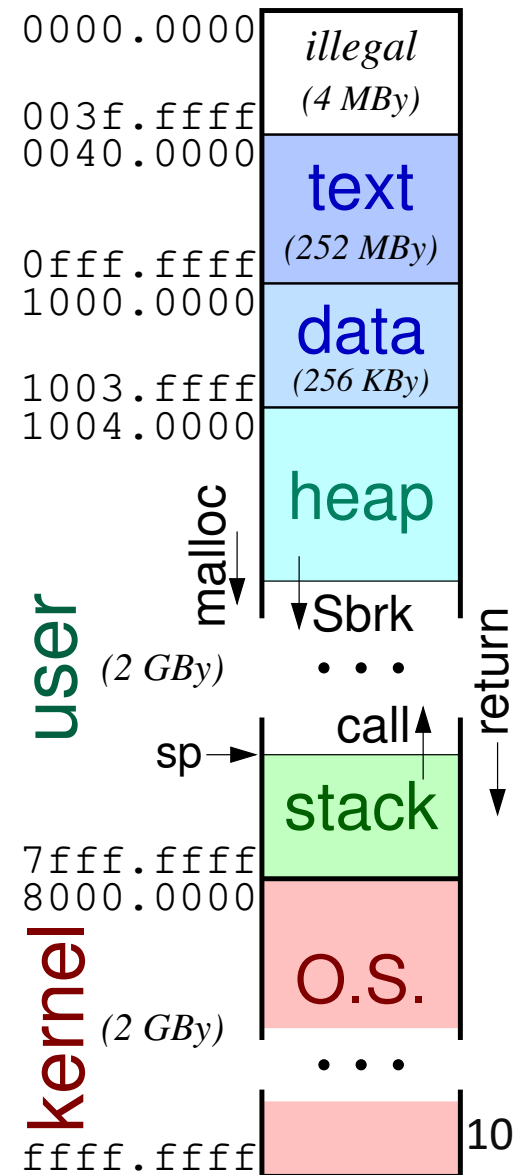 0000.0000
illegal
(4 MBy)
003f.ffff
0040.0000
text
(252 MBy)
0fff.ffff
1000.0000
data
(256 KBy)
1003.ffff
1004.0000
heap
malloc
Sbrk
user
(2 GBy)
• • •
return
call
sp
stack
7fff.ffff
8000.0000
kernel
O.S.
(2 GBy)
• • •
10
ffff.ffff